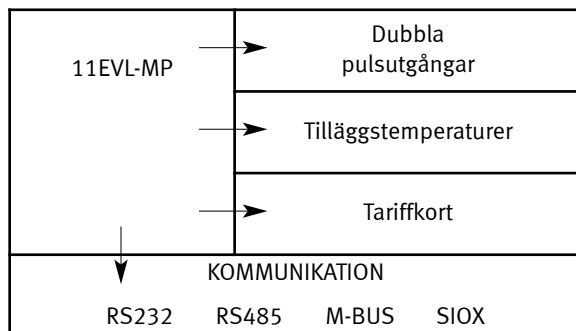 11EVL-MP
Dubbla
pulsutgångar
Tilläggstemperaturer
Tariffkort
KOMMUNIKATION
RS232 RS485 M-BUS SIOX